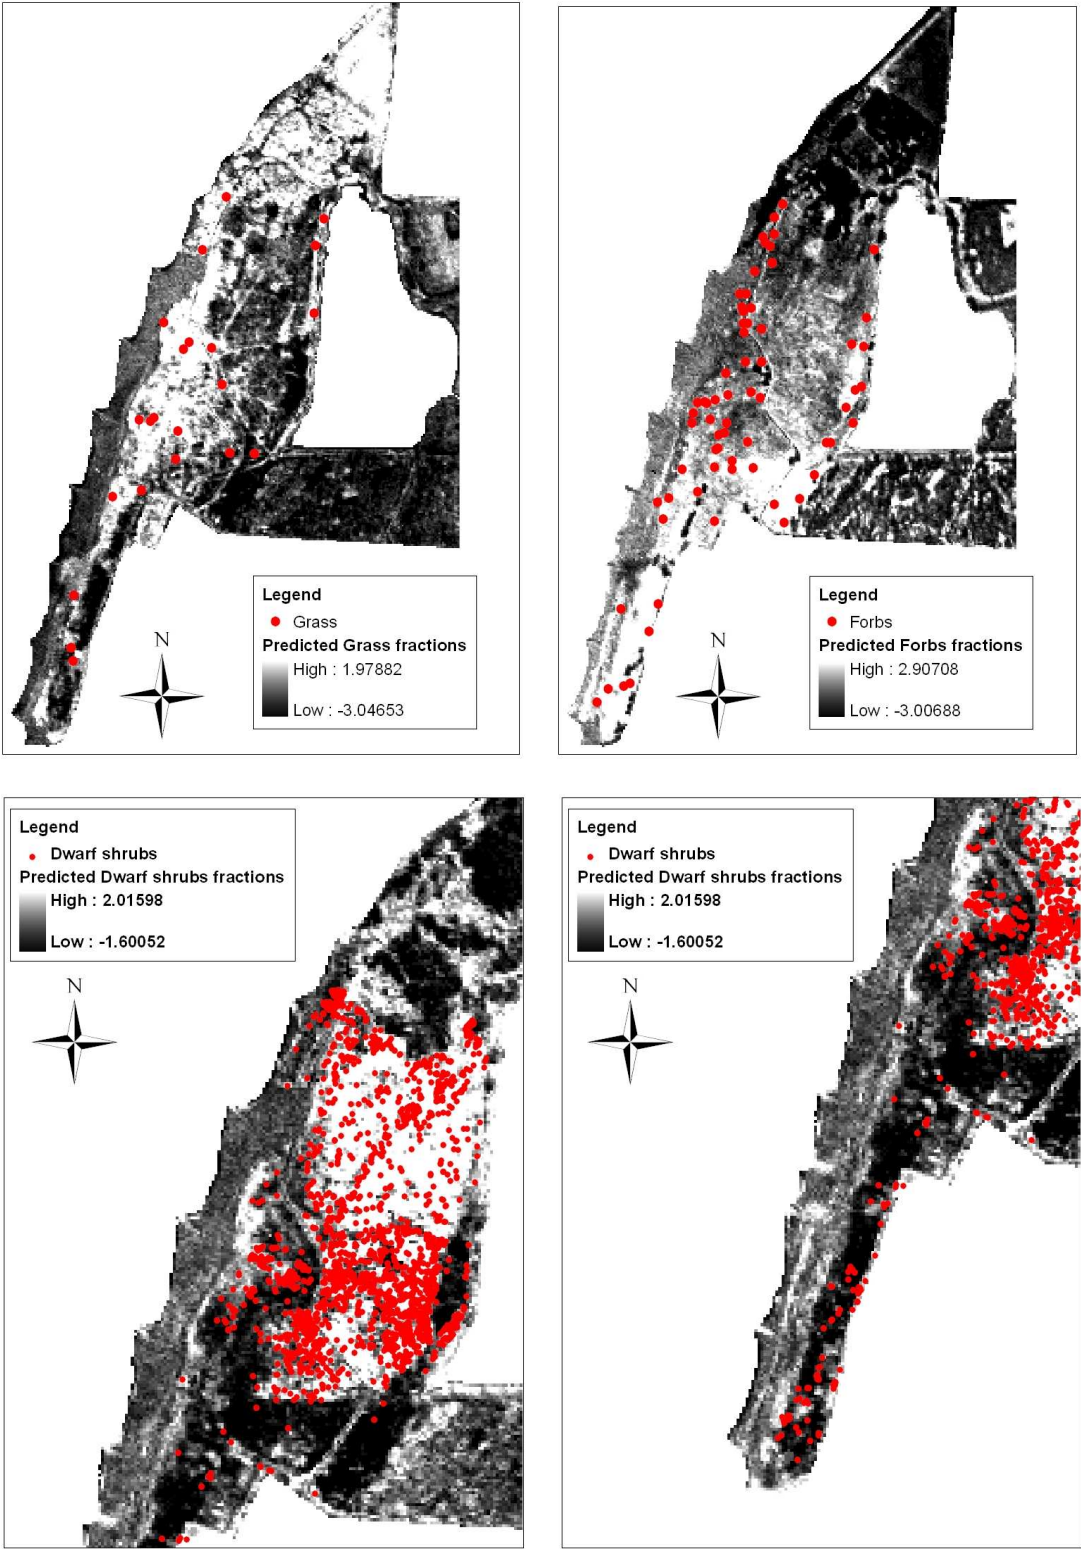 N
Legend
Grass
Predicted Grass fractions
High : 1.97882
Low : -3.04653
N
Legend
Forbs
Predicted Forbs fractions
High : 2.90708
Low : -3.00688
Legend
Dwarf shrubs
Predicted Dwarf shrubs fractions
High : 2.01598
Low : -1.60052
N
Legend
Dwarf shrubs
Predicted Dwarf shrubs fractions
High : 2.01598
Low : -1.60052
N